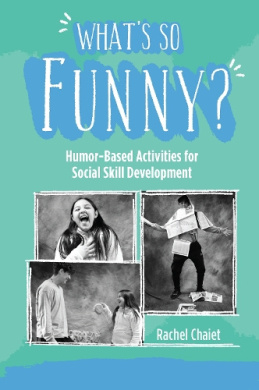 WHAT'S SO
FUNNY?
Humor-Based Activities for
Social Skill Development
Rachel Chaiet